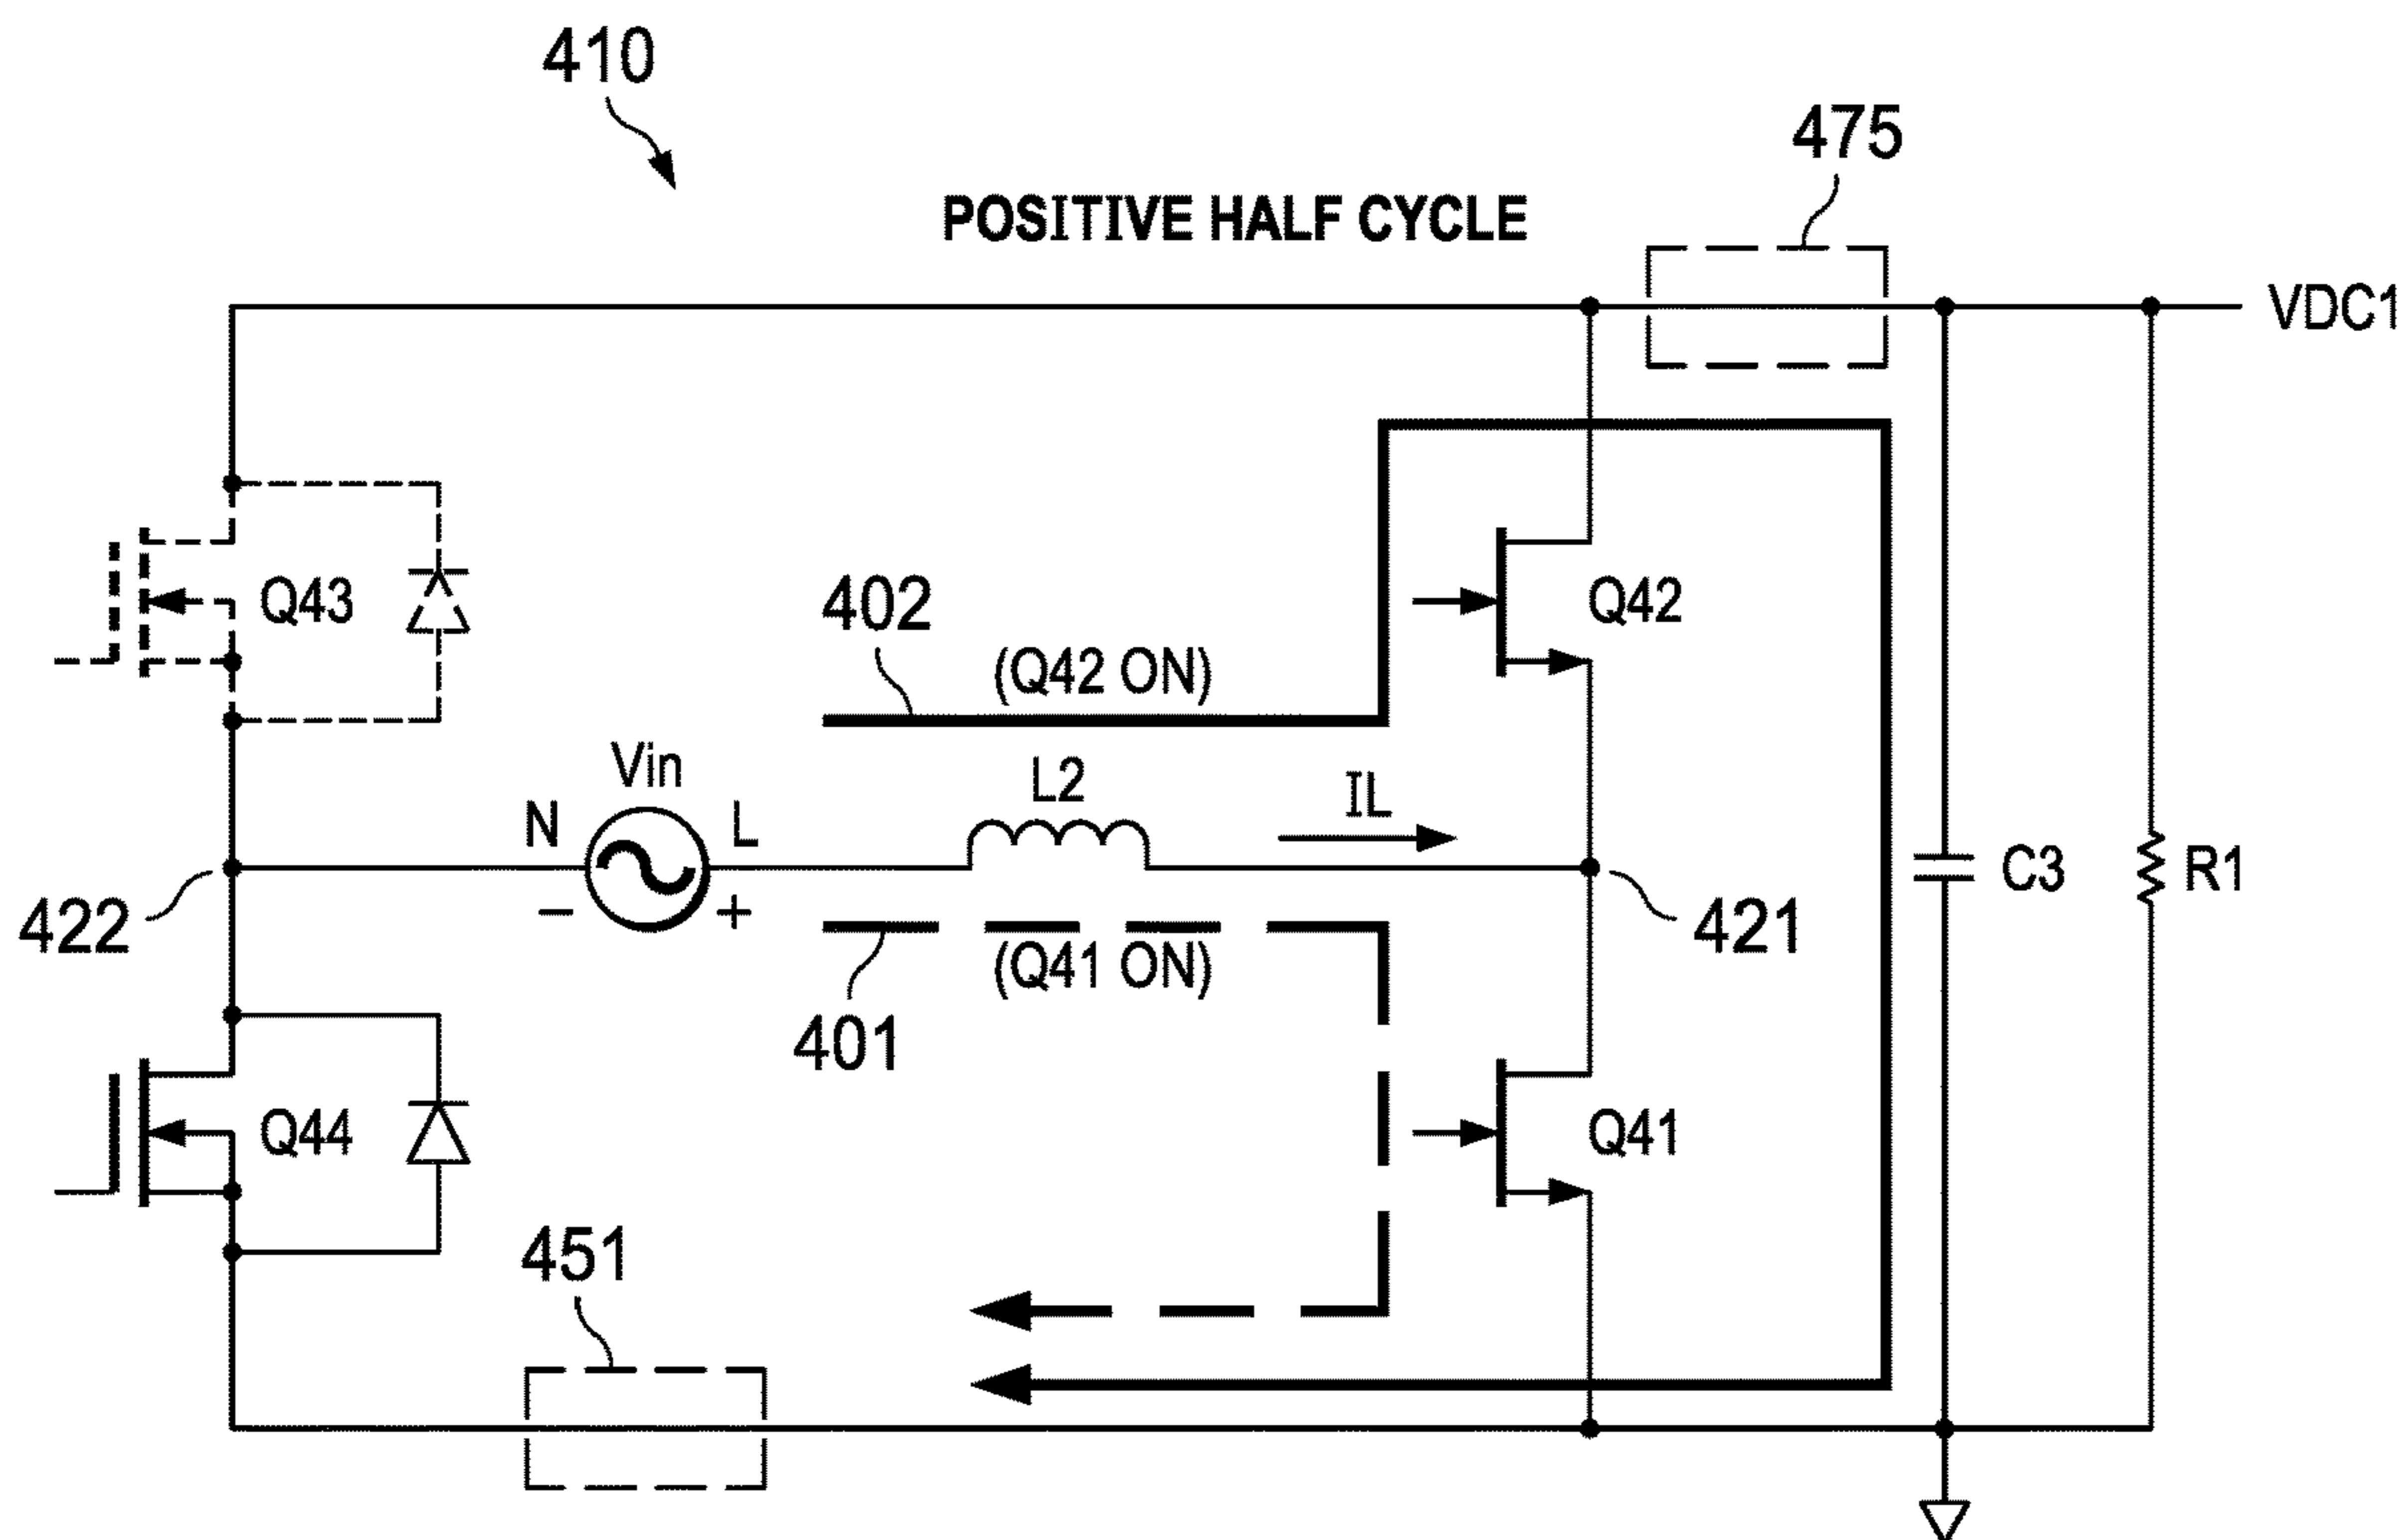 410
475
POSITIVE HALF CYCLE
VDC1
Q43
402
(Q42 ON)
Q42
Vin
N
L
L2
IL
- +
422
421
C3
R1
(Q41 ON)
401
Q44
Q41
451